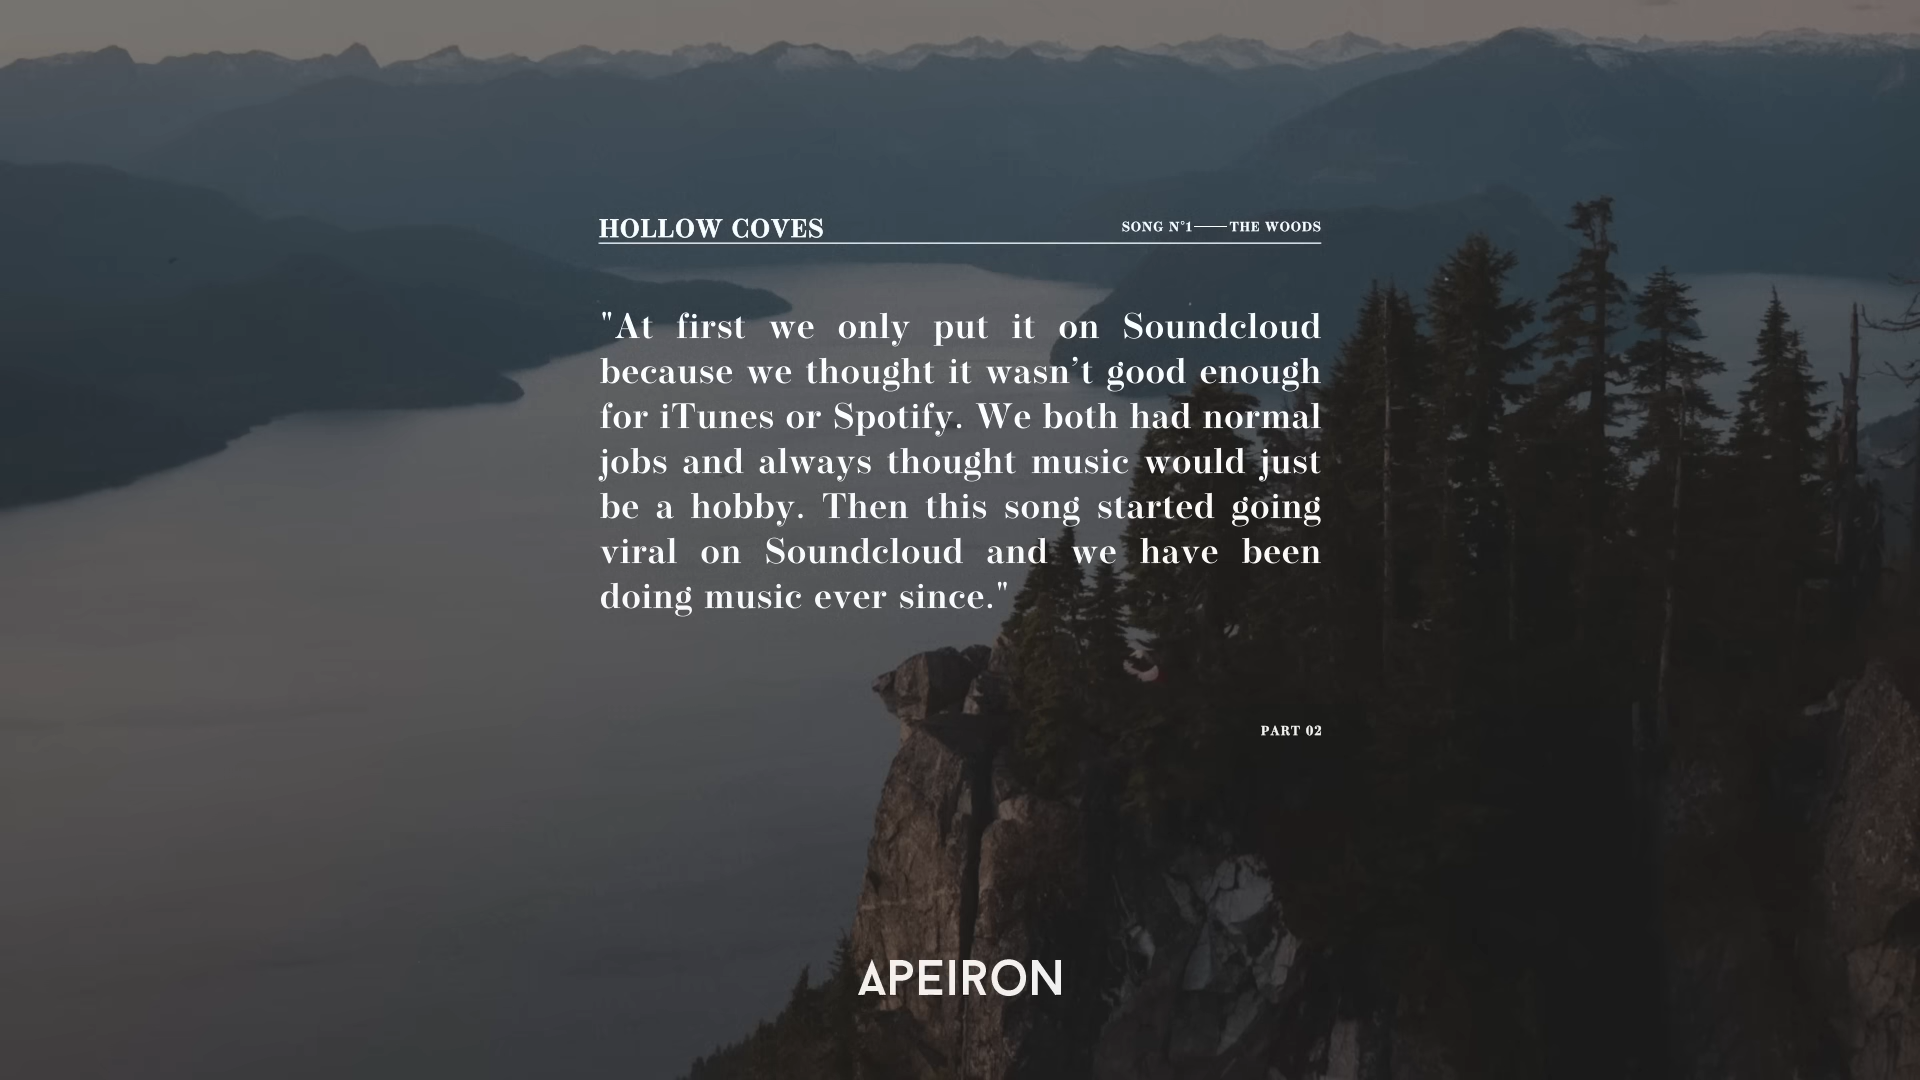 HOLLOW COVES
SONG N°1——THE WOODS
"At first we only put it on Soundcloud
because we thought it wasn't good enough
for iTunes or Spotify. We both had normal
jobs and always thought music would just
be a hobby. Then this song started going
viral on Soundcloud and we have been
doing music ever since."
PART 02
APEIRON